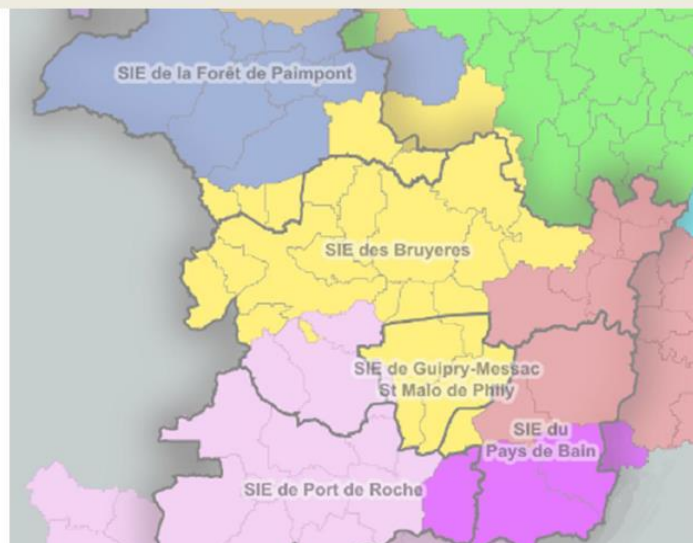 SIE de la Forêt de Paimpont
SIE des Bruyeres
SIE de Guipry-Messac
St Malo de Philly
SIE du
Pays de Bain
SIE de Port de Roche